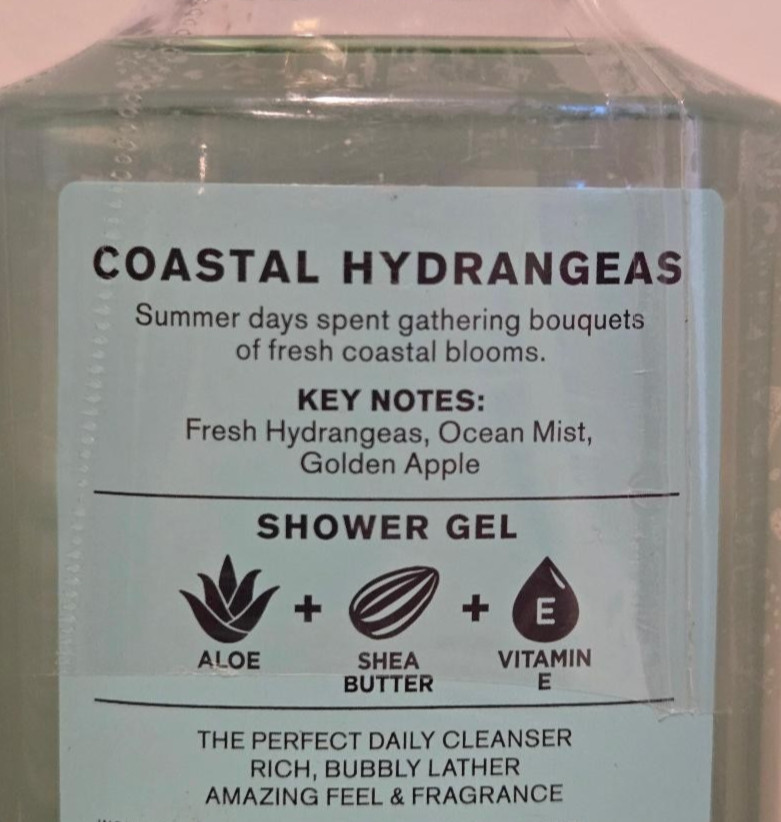 COASTAL HYDRANGEAS
Summer days spent gathering bouquets
of fresh coastal blooms.
KEY NOTES:
Fresh Hydrangeas, Ocean Mist,
Golden Apple
SHOWER GEL
E
ALOE + SHEA BUTTER + VITAMIN E
THE PERFECT DAILY CLEANSER
RICH, BUBBLY LATHER
AMAZING FEEL & FRAGRANCE